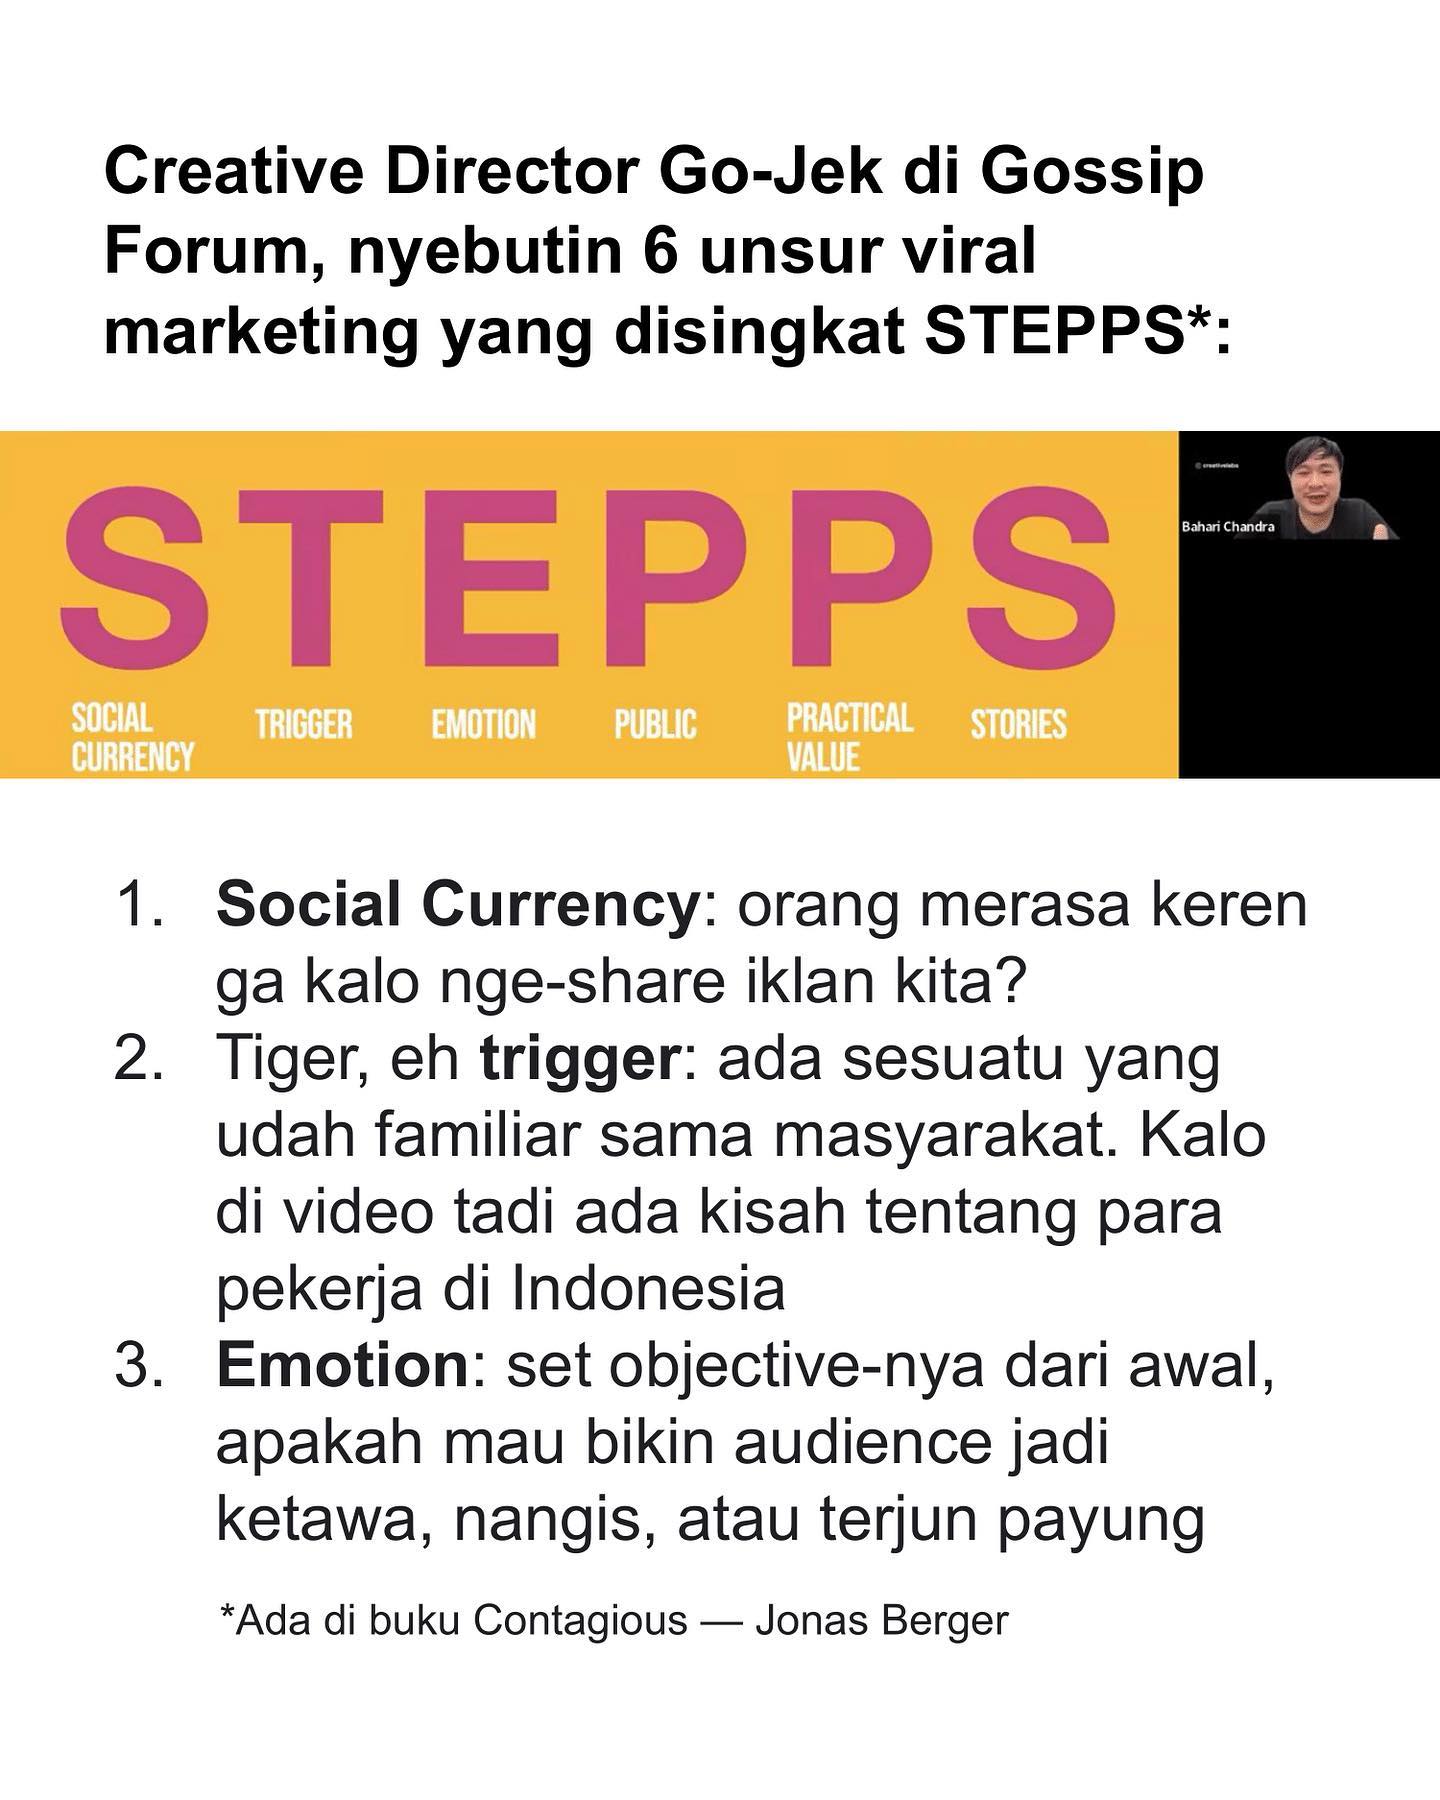 Creative Director Go-Jek di Gossip
Forum, nyebutin 6 unsur viral
marketing yang disingkat STEPPS*:
STEPPS
SOCIAL
CURRENCY
TRIGGER
EMOTION
PUBLIC
PRACTICAL
VALUE
STORIES
creativelabs
Bahari Chandra
1. Social Currency: orang merasa keren
ga kalo nge-share iklan kita?
2. Tiger, eh trigger: ada sesuatu yang
udah familiar sama masyarakat. Kalo
di video tadi ada kisah tentang para
pekerja di Indonesia
3. Emotion: set objective-nya dari awal,
apakah mau bikin audience jadi
ketawa, nangis, atau terjun payung
*Ada di buku Contagious — Jonas Berger